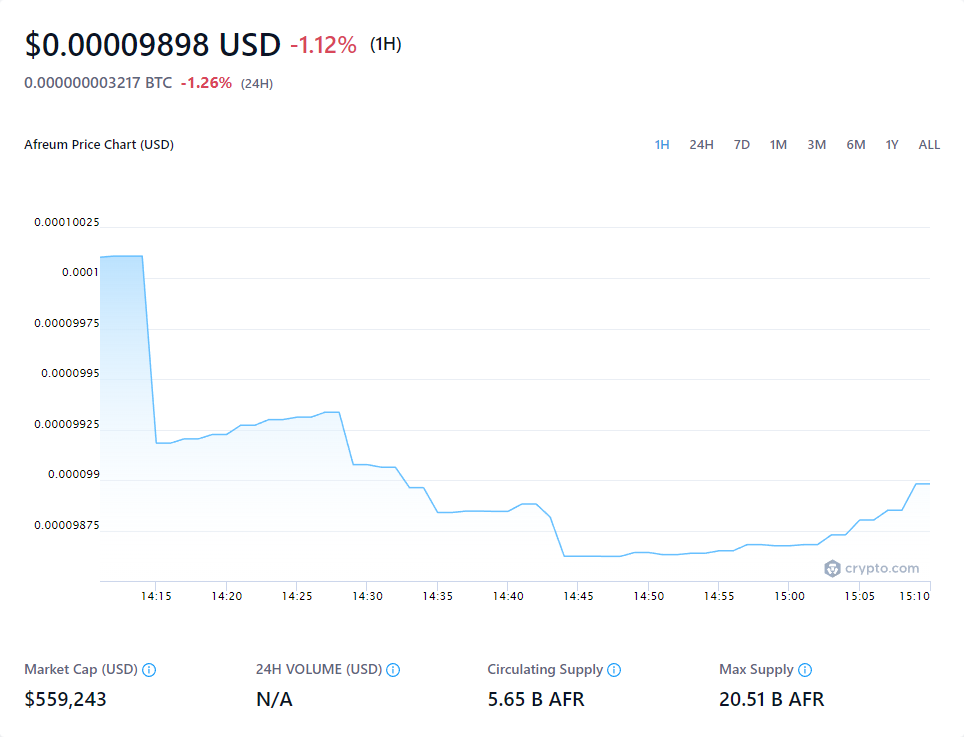 $0.00009898 USD -1.12% (1H)
0.000000003217 BTC -1.26% (24H)
Afreum Price Chart (USD) 1H 24H 7D 1M 3M 6M 1Y ALL
0.00010025
0.0001
0.00009975
0.0000995
0.00009925
0.000099
0.00009875
crypto.com
14:15 14:20 14:25 14:30 14:35 14:40 14:45 14:50 14:55 15:00 15:05 15:10
Market Cap (USD) 24H VOLUME (USD) Circulating Supply Max Supply
$559,243 N/A 5.65 B AFR 20.51 B AFR